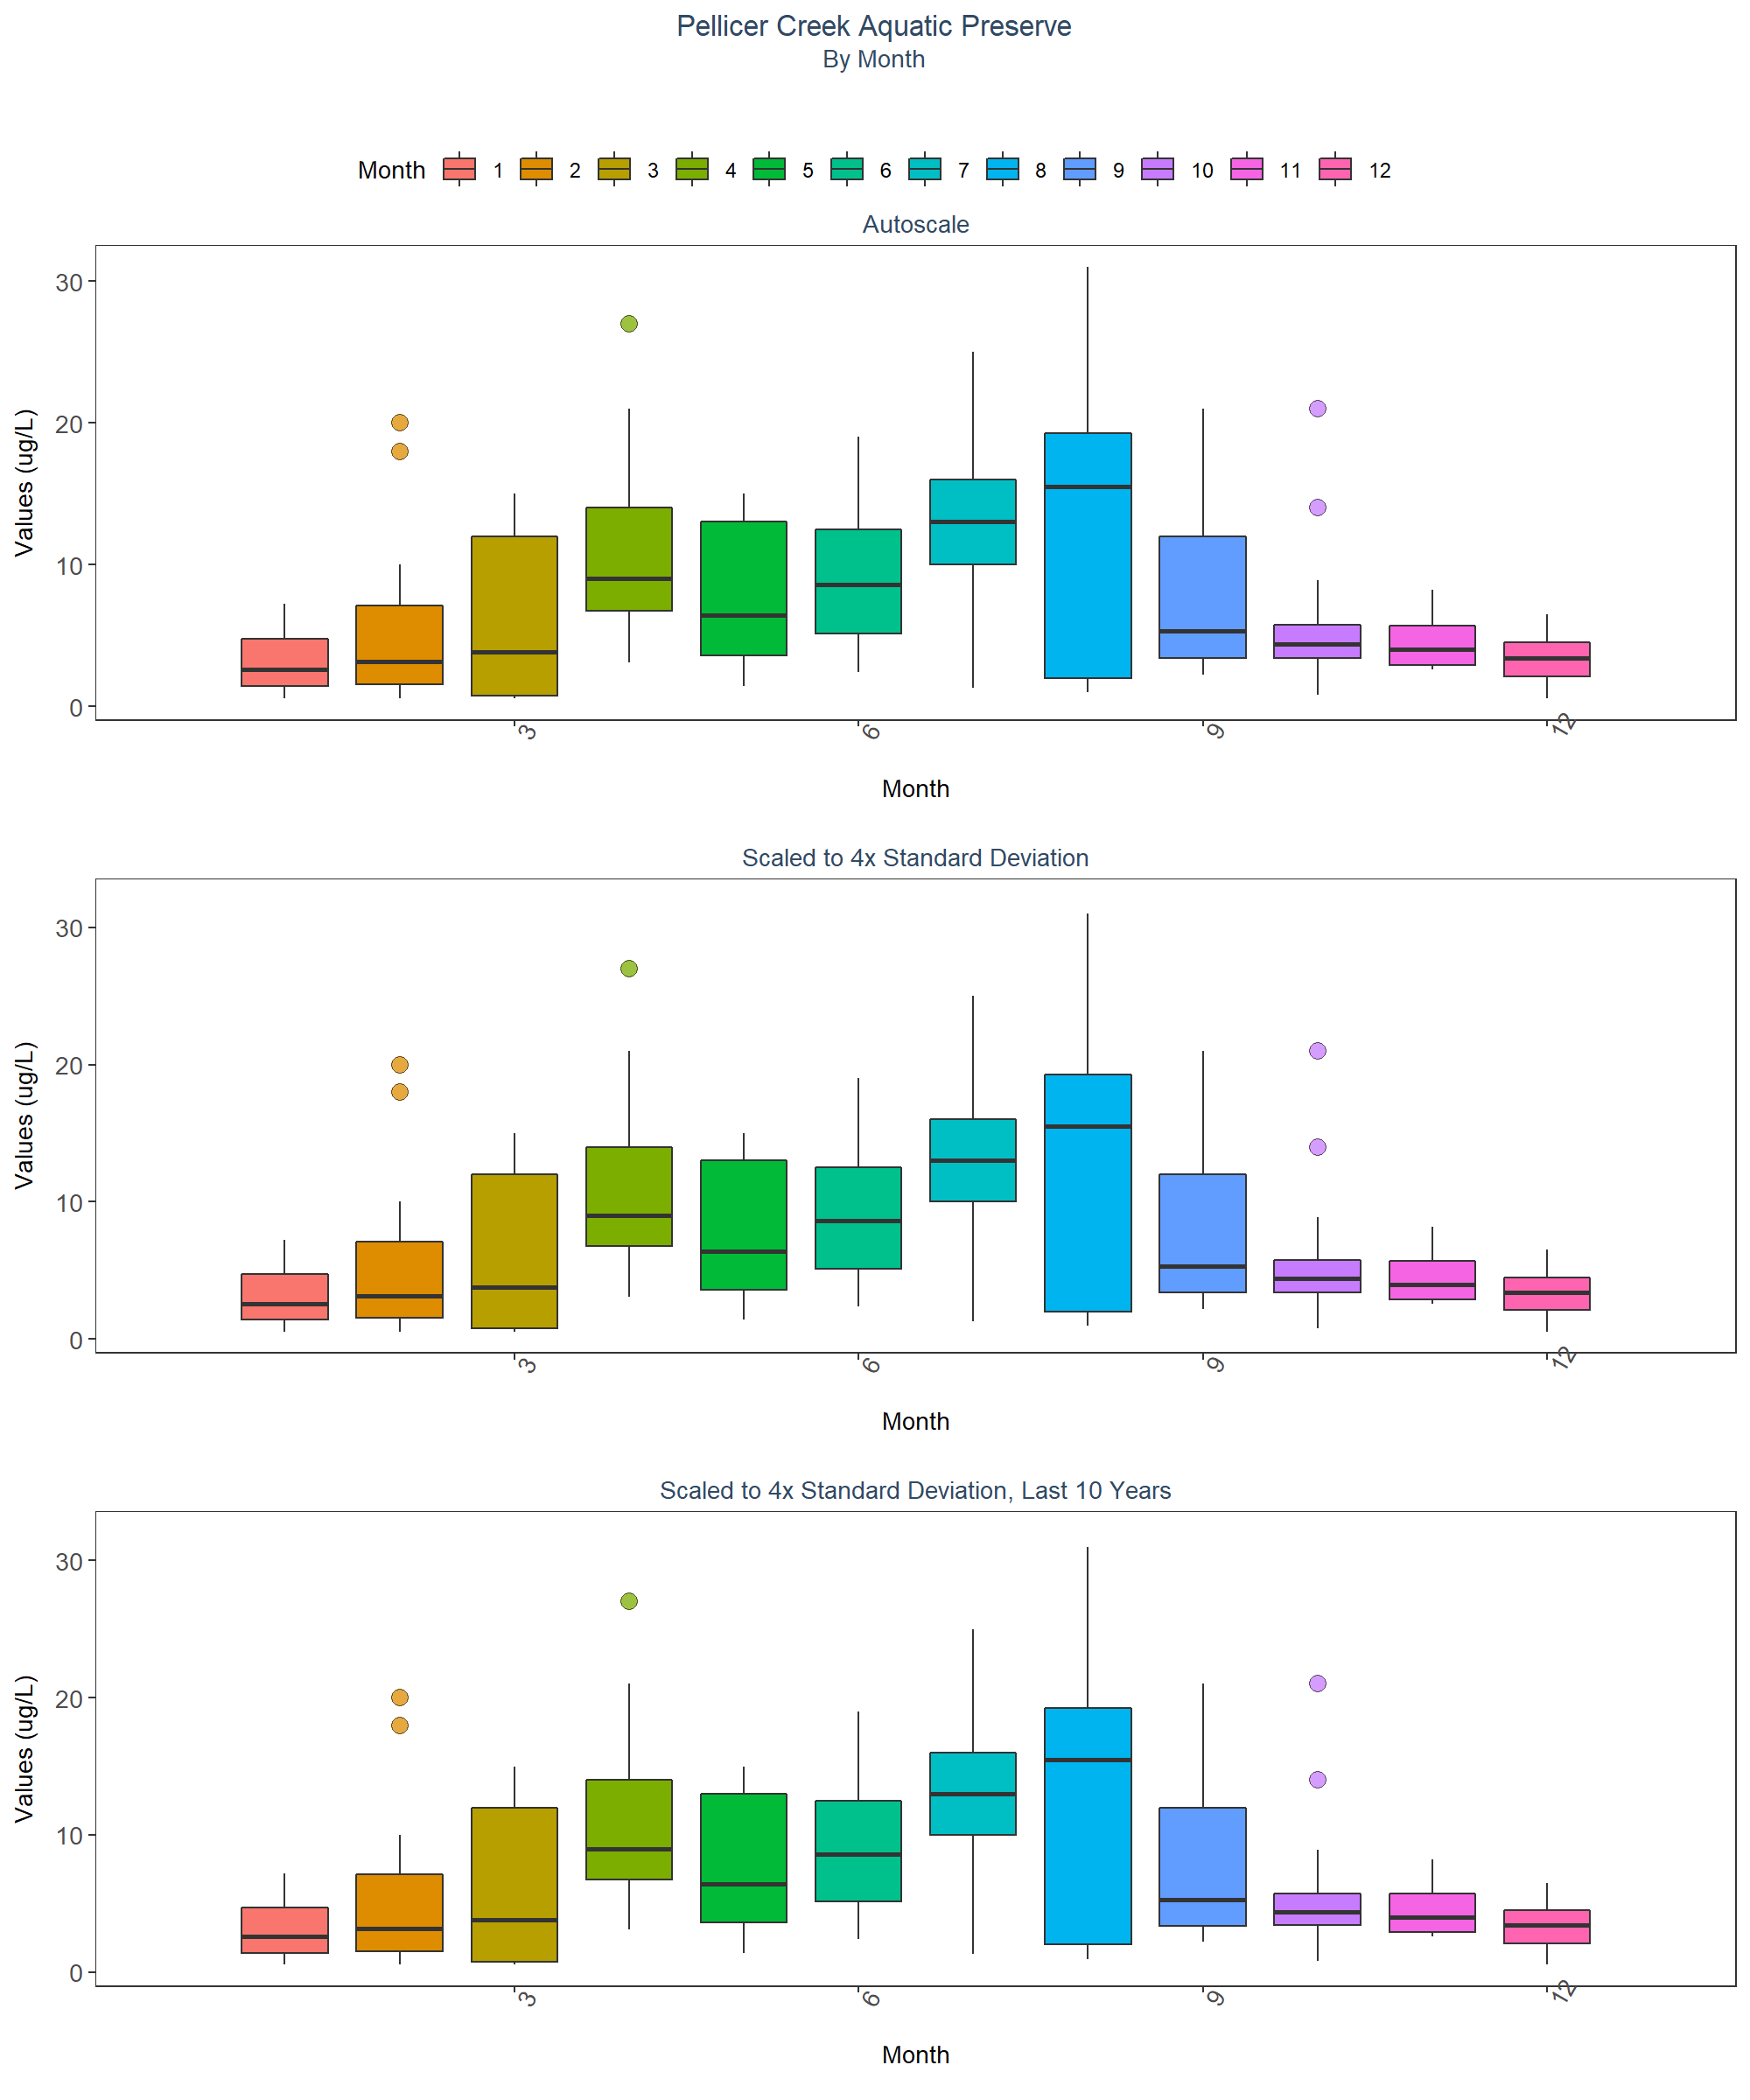 Pellicer Creek Aquatic Preserve
By Month
Month 1 2 3 4 5 6 7 8 9 10 11 12
Autoscale
Values (ug/L)
30
20
10
0
3 6 9 12
Month
Scaled to 4x Standard Deviation
Values (ug/L)
30
20
10
0
3 6 9 12
Month
Scaled to 4x Standard Deviation, Last 10 Years
Values (ug/L)
30
20
10
0
3 6 9 12
Month